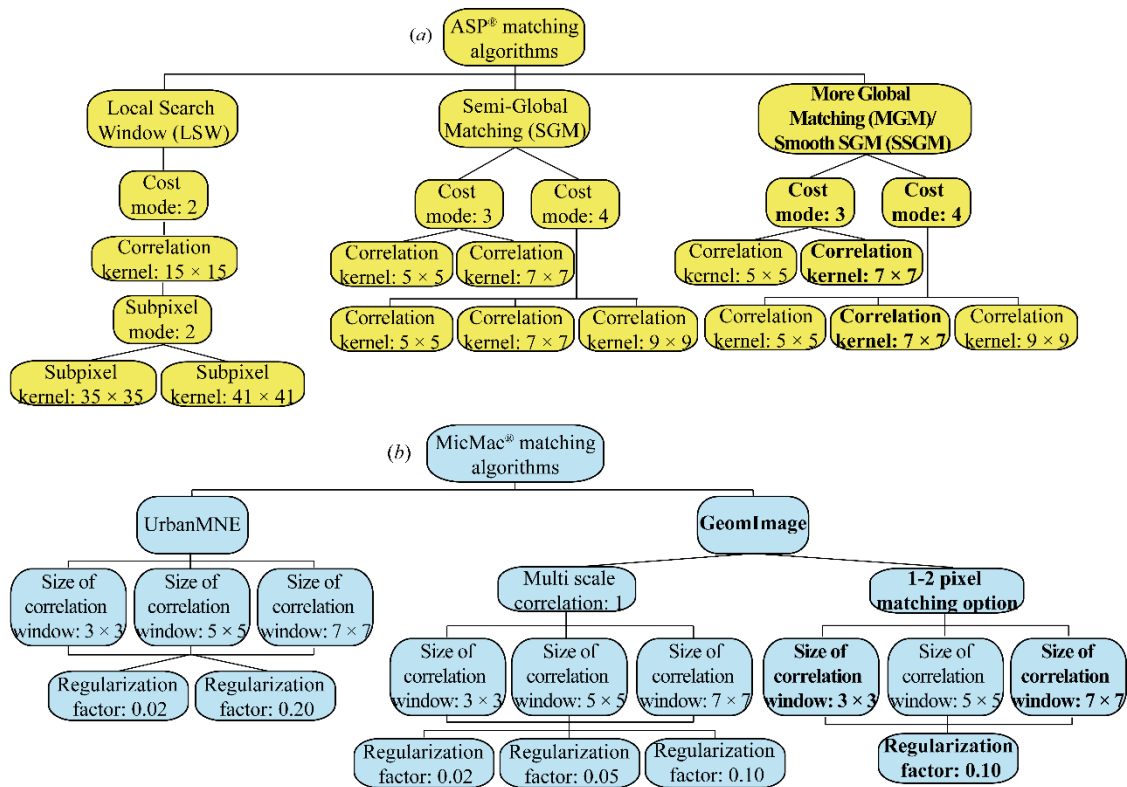 (a)
ASP® matching
algorithms
Local Search
Window (LSW)
Semi-Global
Matching (SGM)
More Global
Matching (MGM)/
Smooth SGM (SSGM)
Cost
mode: 2
Cost
mode: 3
Cost
mode: 4
Cost
mode: 3
Cost
mode: 4
Correlation
kernel: 15 × 15
Correlation
kernel: 5 × 5
Correlation
kernel: 7 × 7
Correlation
kernel: 5 × 5
Correlation
kernel: 7 × 7
Subpixel
mode: 2
Correlation
kernel: 5 × 5
Correlation
kernel: 7 × 7
Correlation
kernel: 9 × 9
Correlation
kernel: 5 × 5
Correlation
kernel: 7 × 7
Correlation
kernel: 9 × 9
Subpixel
kernel: 35 × 35
Subpixel
kernel: 41 × 41
(b)
MicMac® matching
algorithms
UrbanMNE
GeomImage
Size of
correlation
window: 3 × 3
Size of
correlation
window: 5 × 5
Size of
correlation
window: 7 × 7
Multi scale
correlation: 1
1-2 pixel
matching option
Regularization
factor: 0.02
Regularization
factor: 0.20
Size of
correlation
window: 3 × 3
Size of
correlation
window: 5 × 5
Size of
correlation
window: 7 × 7
Size of
correlation
window: 3 × 3
Size of
correlation
window: 5 × 5
Size of
correlation
window: 7 × 7
Regularization
factor: 0.02
Regularization
factor: 0.05
Regularization
factor: 0.10
Regularization
factor: 0.10